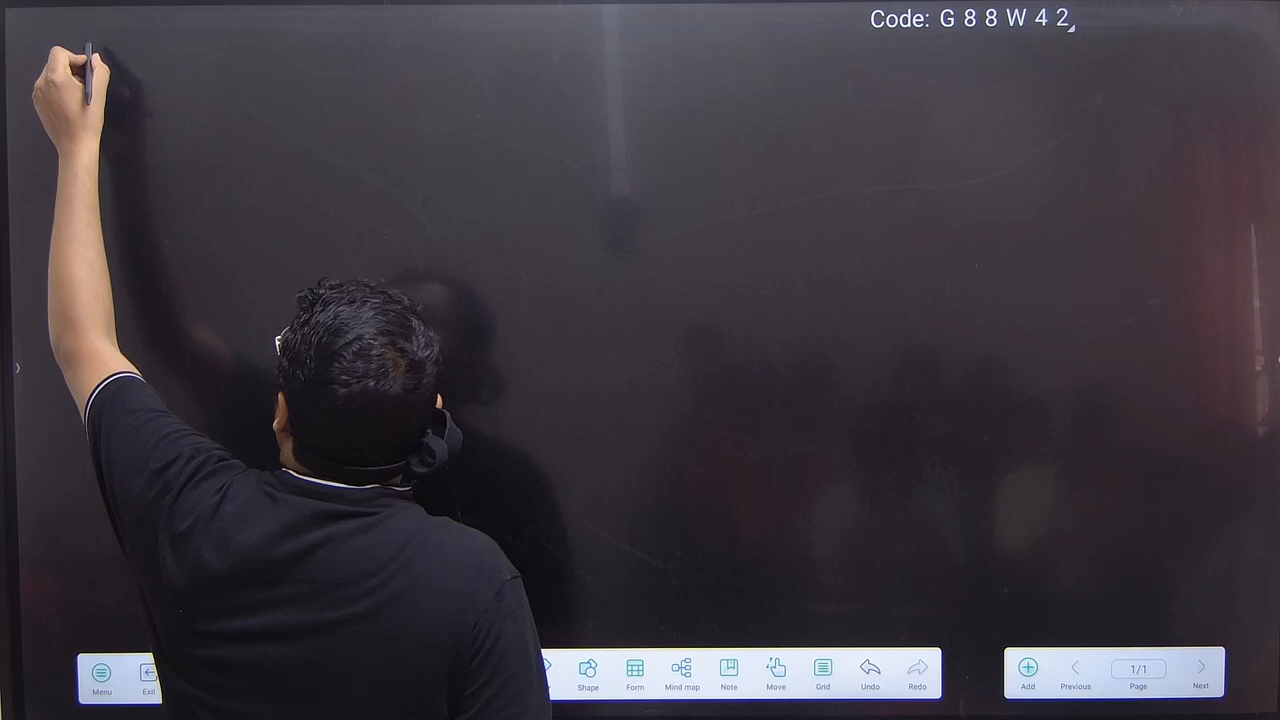 Code: G 8 8 W 4 2
Menu
Exit
Shape
Form
Mind map
Note
Move
Grid
Undo
Redo
Add
Previous
1/1
Page
Next